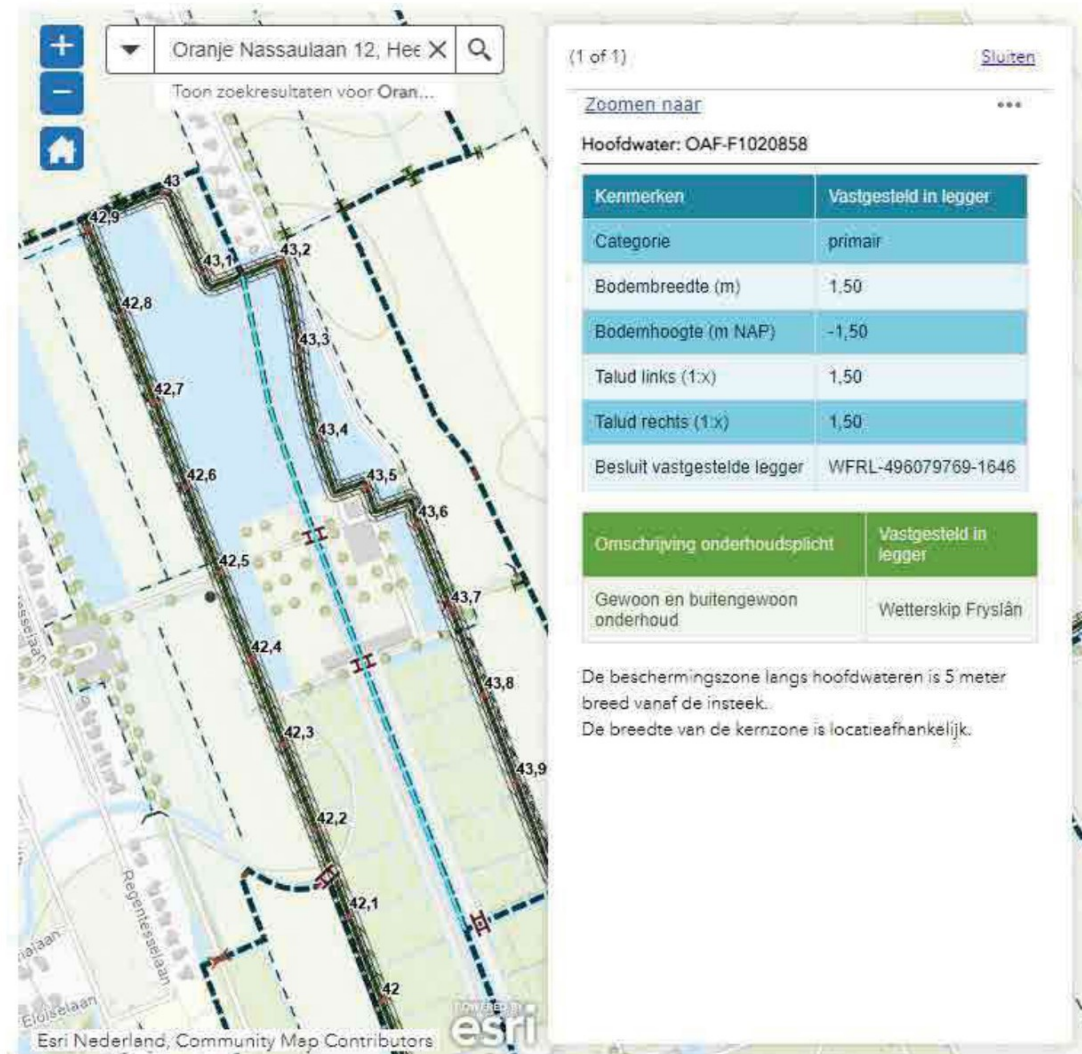 Oranje Nassaulaan 12, Hee
Toon zoekresultaten voor Oran...
(1 of 1) Sluiten
Zoomen naar
Hoofdwater: OAF-F1020858
Kenmerken Vastgesteld in legger
Categorie primair
Bodembreedte (m) 1,50
Bodemhoogte (m NAP) -1,50
Talud links (1:x) 1,50
Talud rechts (1:x) 1,50
Besluit vastgestelde legger WFRL-496079769-1646
Omschrijving onderhoudsplicht Vastgesteld in
legger
Gewoon en buitengewoon
onderhoud Wetterskip Fryslân
De beschermingszone langs hoofdwateren is 5 meter
breed vanaf de insteek.
De breedte van de kernzone is locatieafhankelijk.
43
42,9
43,1
43,2
42,8
43,3
42,7
43,4
42,6
43,5
43,6
42,5
43,7
42,4
43,8
42,3
43,9
42,2
42,1
42
Regentesselaan
Eloiselaan
POWERED BY
esri
Esri Nederland, Community Map Contributors